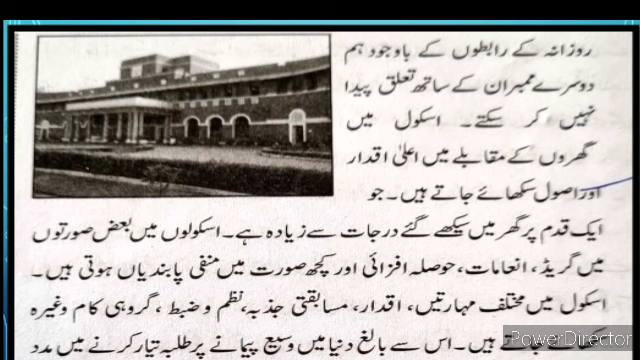 روزانہ کے رابطوں کے باوجود ہم
دوسرے ممبران کے ساتھ تعلق پیدا
نہیں کر سکتے۔ اسکول میں
گھروں کے مقابلے میں اعلیٰ اقدار
اور اصول سکھائے جاتے ہیں۔ جو
ایک قدم پر گھر میں سیکھے گئے درجات سے زیادہ ہے۔ اسکولوں میں بعض صورتوں
میں گریڈ، انعامات، حوصلہ افزائی اور کچھ صورت میں منفی پابندیاں ہوتی ہیں۔
اسکول میں مختلف مہارتیں، اقدار، مسابقتی جذبہ، نظم و ضبط، گروہی کام وغیرہ
ہیں۔ اس سے بالغ دنیا میں وسیع پیمانے پر طلبہ تیار کرنے میں مدد
PowerDirector